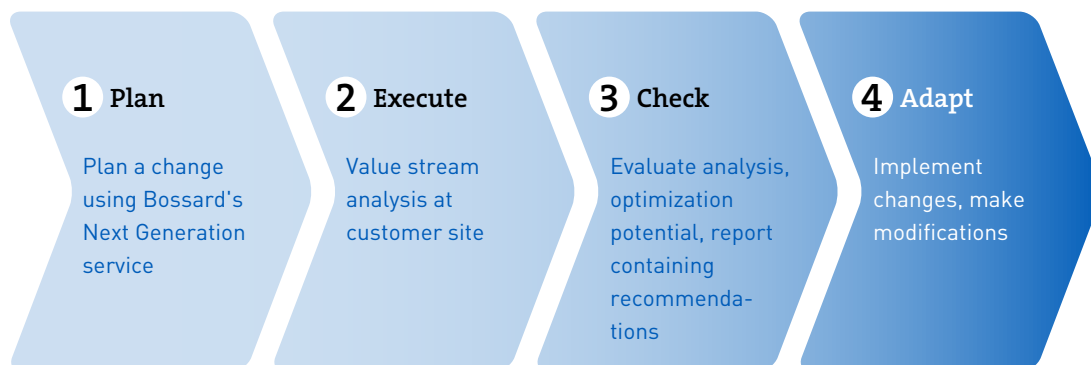 1 Plan
Plan a change
using Bossard's
Next Generation
service
2 Execute
Value stream
analysis at
customer site
3 Check
Evaluate analysis,
optimization
potential, report
containing
recommenda-
tions
4 Adapt
Implement
changes, make
modifications